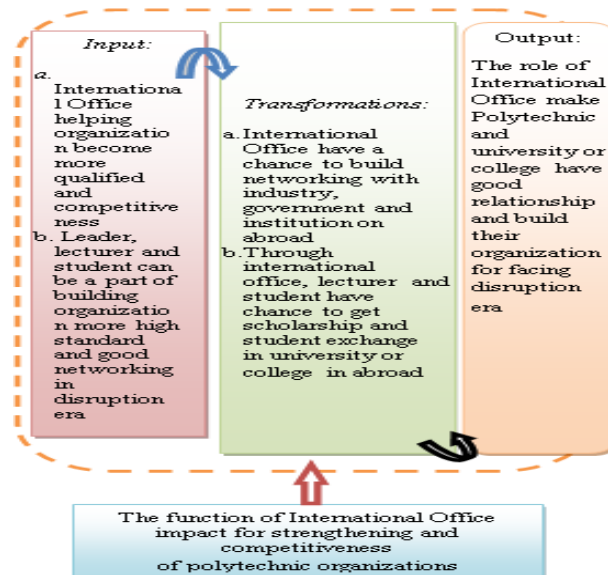 Input:
a.
Internationa
l Office
helping
organizatio
n become
more
qualified
and
competitive
ness
b. Leader,
lecturer and
student can
be a part of
building
organizatio
n more high
standard
and good
networking
in
disruption
era
Transformations:
a. International
Office have a
chance to build
networking with
industry,
government and
institution on
abroad
b. Through
international
office, lecturer and
student have
chance to get
scholarship and
student exchange
in university or
college in abroad
Output:
The role of
International
Office make
Polytechnic
and
university or
college have
good
relationship
and build
their
organization
for facing
disruption
era
The function of International Office
impact for strengthening and
competitiveness
of polytechnic organizations